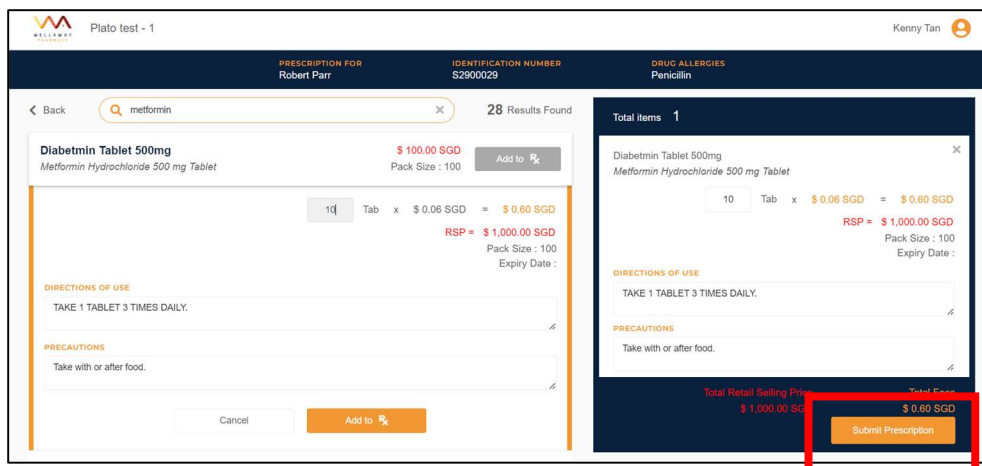 WELLAWAY
PHARMACY
Plato test - 1
Kenny Tan
PRESCRIPTION FOR
Robert Parr
IDENTIFICATION NUMBER
S2900029
DRUG ALLERGIES
Penicillin
Back
metformin
28 Results Found
Diabetmin Tablet 500mg
Metformin Hydrochloride 500 mg Tablet
$ 100.00 SGD
Pack Size : 100
Add to ℞
10 Tab x $ 0.06 SGD = $ 0.60 SGD
RSP = $ 1,000.00 SGD
Pack Size : 100
Expiry Date :
DIRECTIONS OF USE
TAKE 1 TABLET 3 TIMES DAILY.
PRECAUTIONS
Take with or after food.
Cancel
Add to ℞
Total items 1
Diabetmin Tablet 500mg
Metformin Hydrochloride 500 mg Tablet
10 Tab x $ 0.06 SGD = $ 0.60 SGD
RSP = $ 1,000.00 SGD
Pack Size : 100
Expiry Date :
DIRECTIONS OF USE
TAKE 1 TABLET 3 TIMES DAILY.
PRECAUTIONS
Take with or after food.
Total Retail Selling Price
$ 1,000.00 SG
Total Fees
$ 0.60 SGD
Submit Prescription